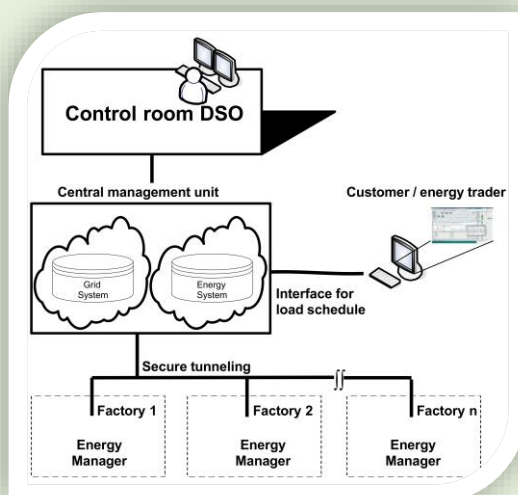 Control room DSO
Central management unit
Customer / energy trader
Grid
System
Energy
System
Interface for
load schedule
Secure tunneling
Factory 1
Energy
Manager
Factory 2
Energy
Manager
Factory n
Energy
Manager